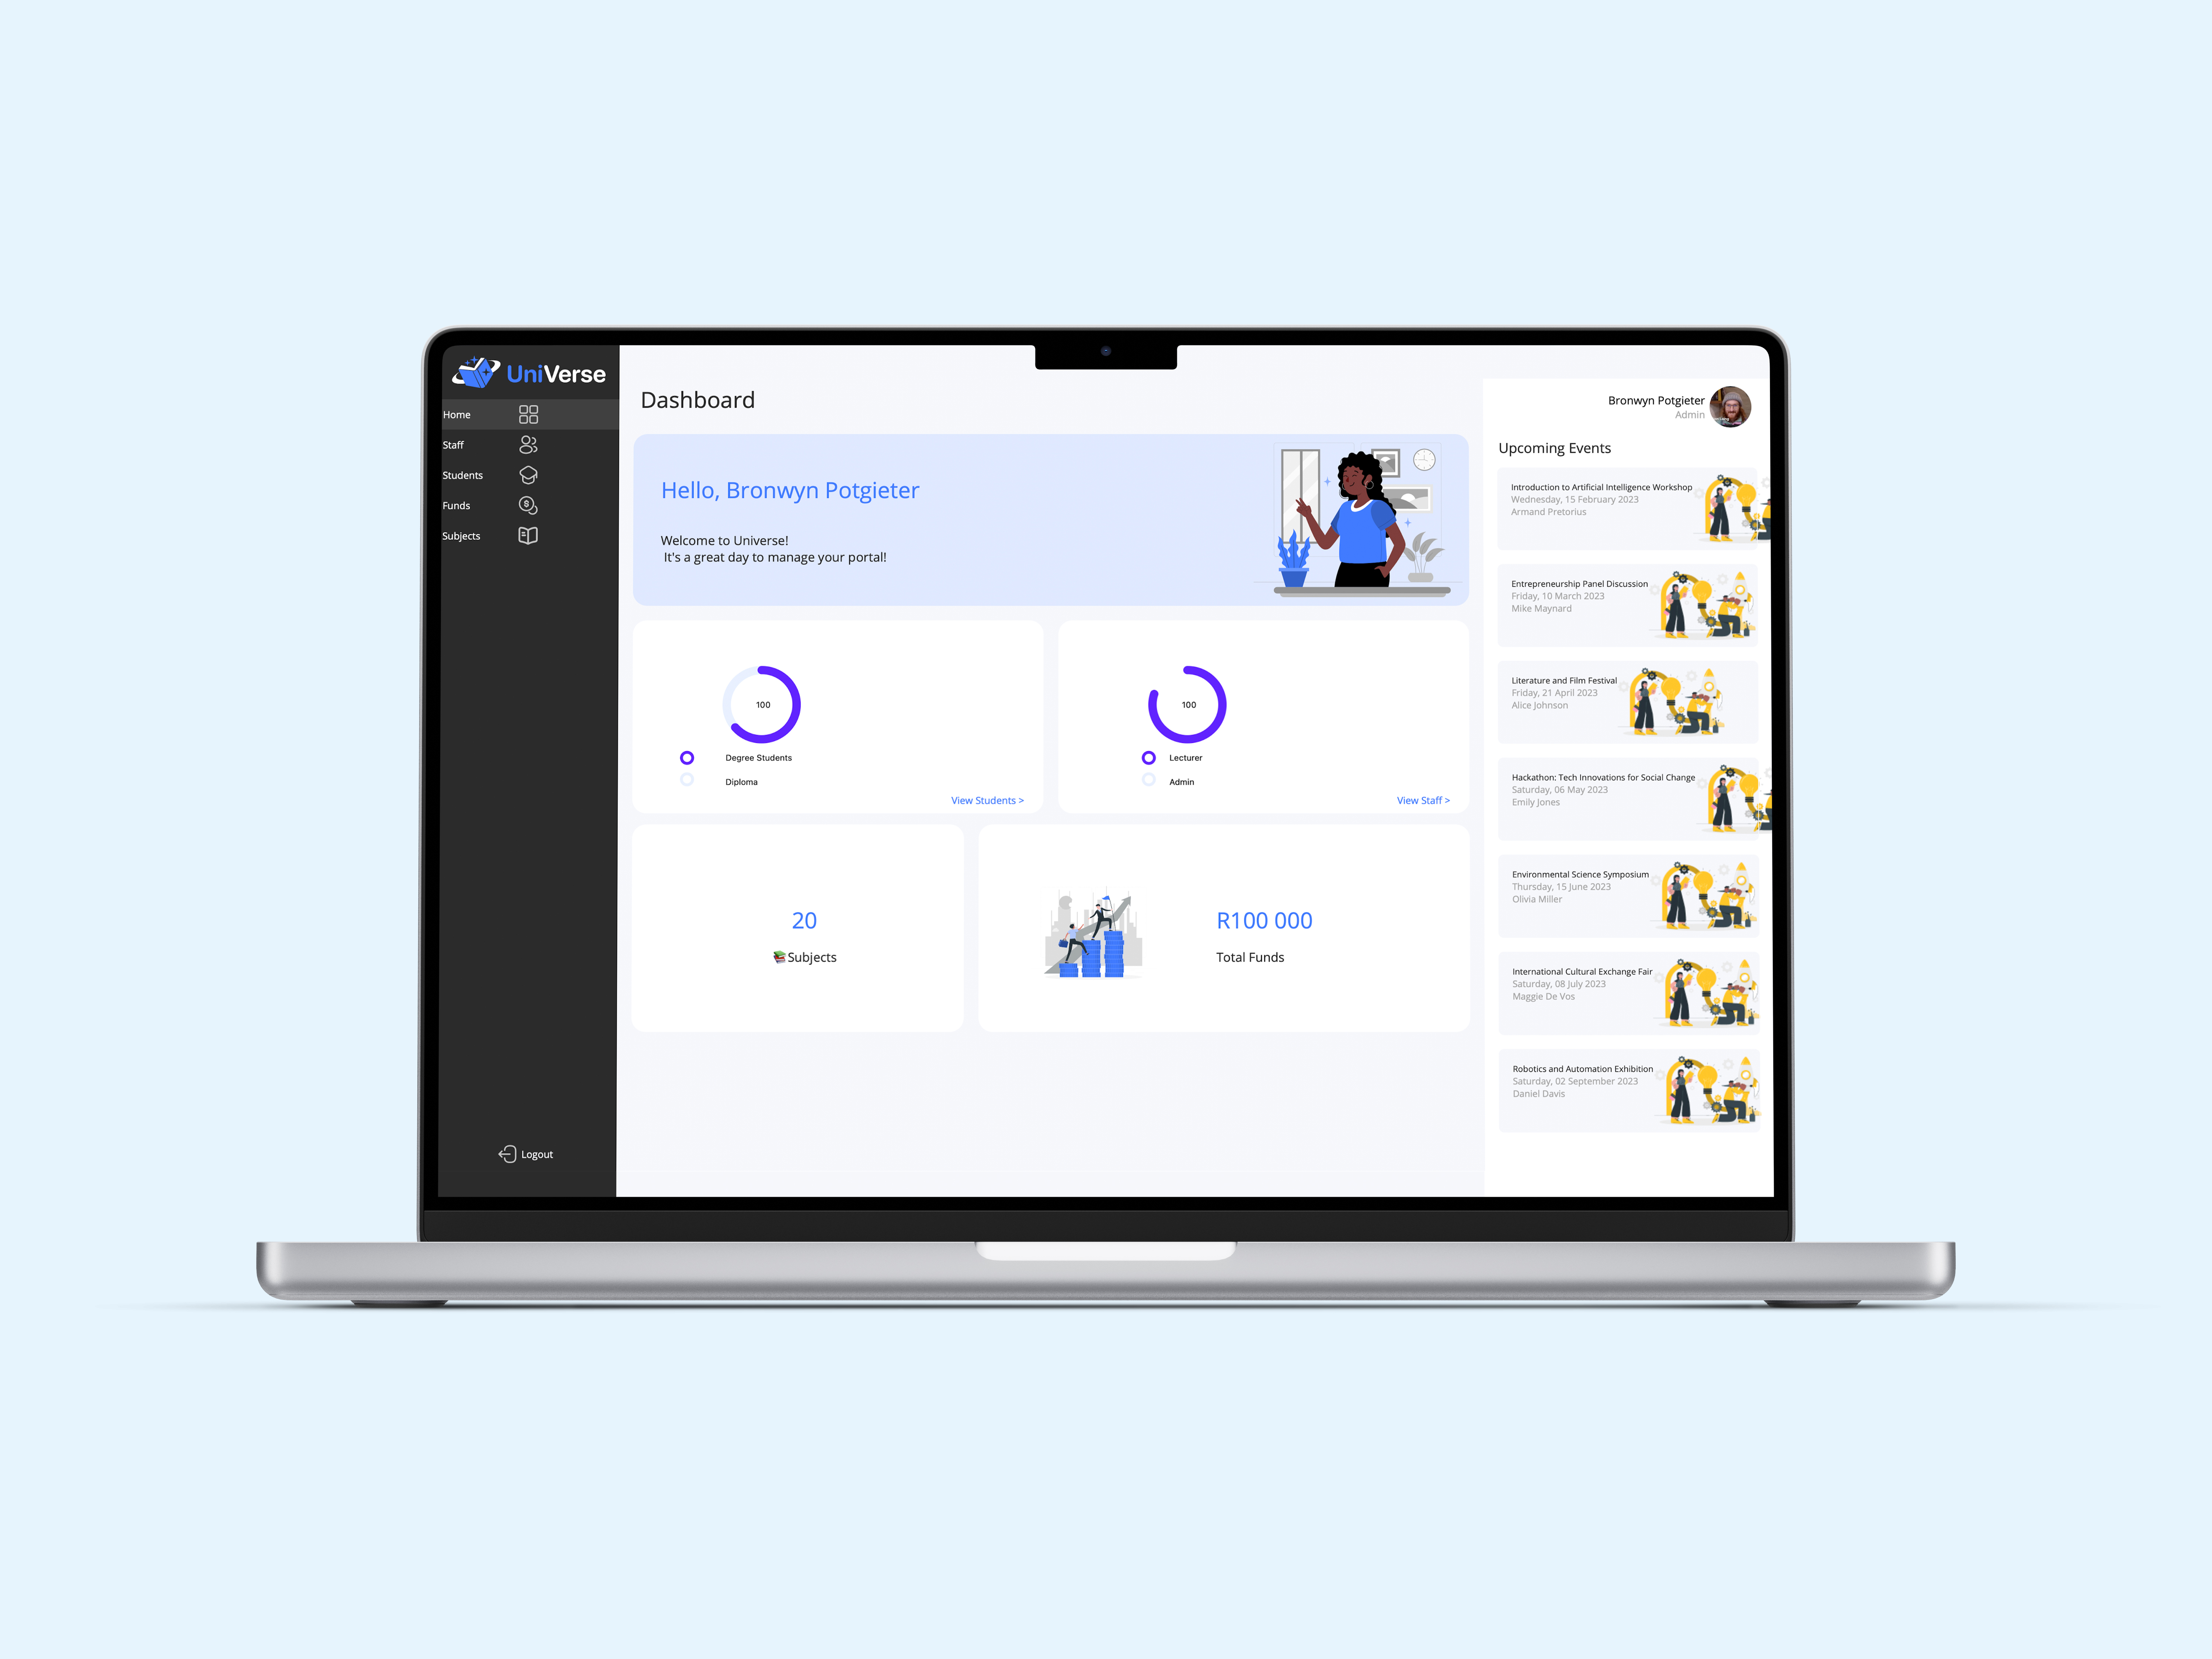 UniVerse
Home
Staff
Students
Funds
Subjects
Logout
Dashboard
Hello, Bronwyn Potgieter
Welcome to Universe!
It's a great day to manage your portal!
100
Degree Students
Diploma
View Students >
100
Lecturer
Admin
View Staff >
20
Subjects
R100 000
Total Funds
Bronwyn Potgieter
Admin
Upcoming Events
Introduction to Artificial Intelligence Workshop
Wednesday, 15 February 2023
Armand Pretorius
Entrepreneurship Panel Discussion
Friday, 10 March 2023
Mike Maynard
Literature and Film Festival
Friday, 21 April 2023
Alice Johnson
Hackathon: Tech Innovations for Social Change
Saturday, 06 May 2023
Emily Jones
Environmental Science Symposium
Thursday, 15 June 2023
Olivia Miller
International Cultural Exchange Fair
Saturday, 08 July 2023
Maggie De Vos
Robotics and Automation Exhibition
Saturday, 02 September 2023
Daniel Davis